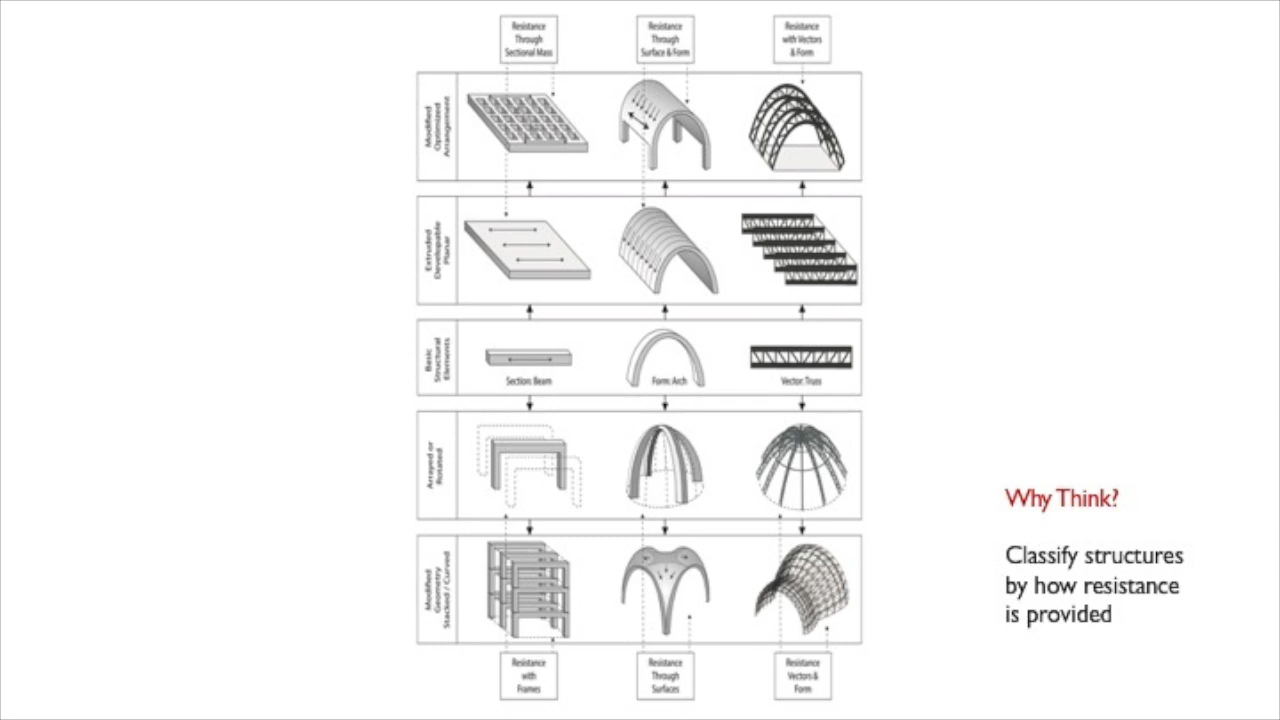 Resistance
Through
Sectional Mass
Resistance
Through
Surface & Form
Resistance
with Vectors
& Form
Modified
Optimized
Arrangement
Extruded
Developable
Planar
Basic
Structural
Elements
Section: Beam
Form: Arch
Vector: Truss
Arrayed or
Rotated
Modified
Geometry
Stacked / Curved
Resistance
with
Frames
Resistance
Through
Surfaces
Resistance
Vectors &
Form
Why Think?
Classify structures
by how resistance
is provided